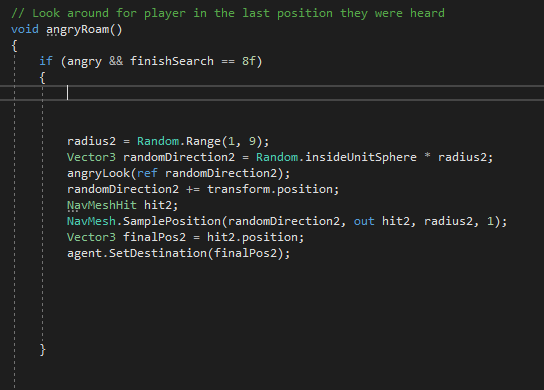 // Look around for player in the last position they were heard
void angryRoam()
{
if (angry && finishSearch == 8f)
{
radius2 = Random.Range(1, 9);
Vector3 randomDirection2 = Random.insideUnitSphere * radius2;
angryLook(ref randomDirection2);
randomDirection2 += transform.position;
NavMeshHit hit2;
NavMesh.SamplePosition(randomDirection2, out hit2, radius2, 1);
Vector3 finalPos2 = hit2.position;
agent.SetDestination(finalPos2);
}